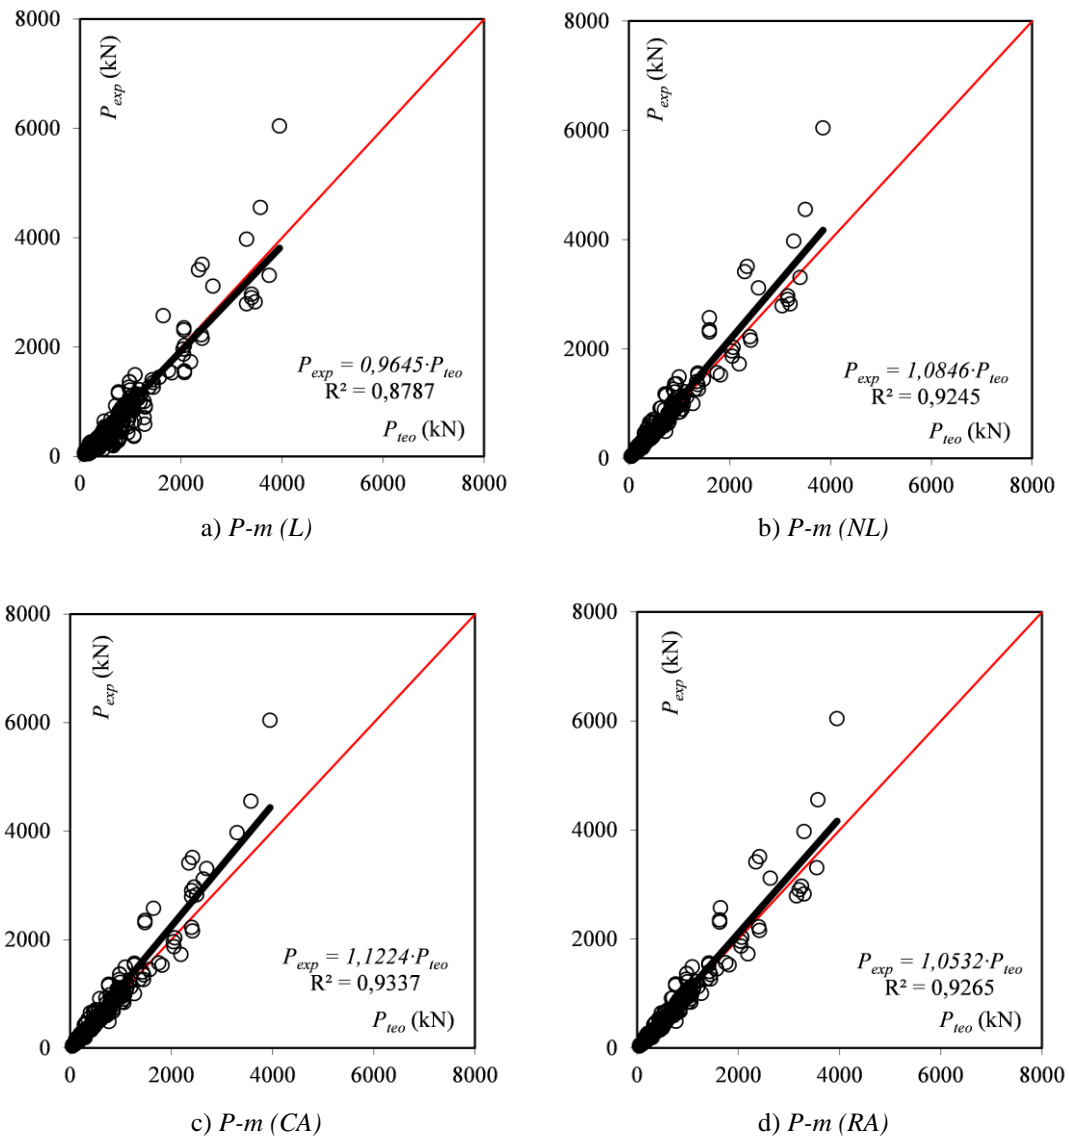 8000
6000
4000
2000
0
P_exp (kN)
P_exp = 0,9645·P_teo
R² = 0,8787
P_teo (kN)
0 2000 4000 6000 8000
a) P-m (L)
8000
6000
4000
2000
0
P_exp (kN)
P_exp = 1,0846·P_teo
R² = 0,9245
P_teo (kN)
0 2000 4000 6000 8000
b) P-m (NL)
8000
6000
4000
2000
0
P_exp (kN)
P_exp = 1,1224·P_teo
R² = 0,9337
P_teo (kN)
0 2000 4000 6000 8000
c) P-m (CA)
8000
6000
4000
2000
0
P_exp (kN)
P_exp = 1,0532·P_teo
R² = 0,9265
P_teo (kN)
0 2000 4000 6000 8000
d) P-m (RA)